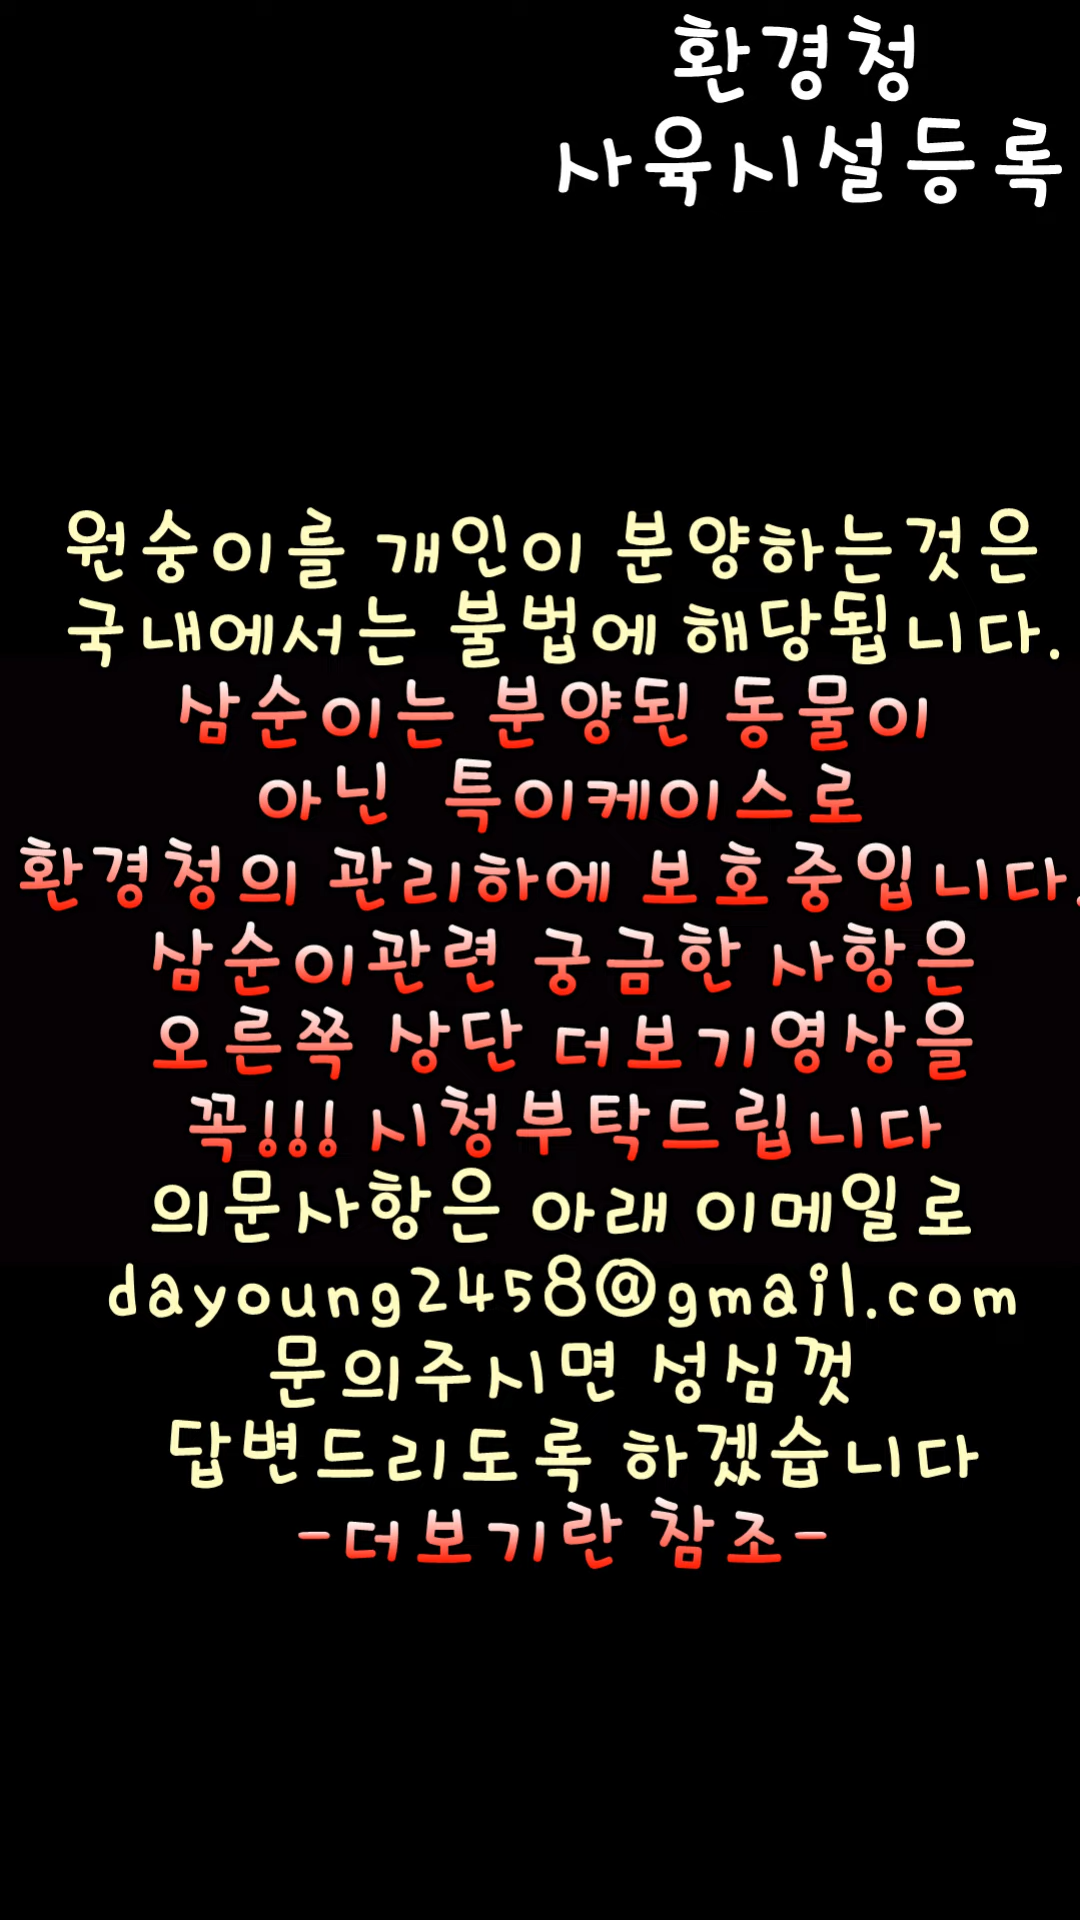 환경청
사육시설등록
원숭이를 개인이 분양하는것은
국내에서는 불법에 해당됩니다.
삼순이는 분양된 동물이
아닌 특이케이스로
환경청의 관리하에 보호중입니다.
삼순이관련 궁금한 사항은
오른쪽 상단 더보기영상을
꼭!!! 시청부탁드립니다
의문사항은 아래 이메일로
dayoung2458@gmail.com
문의주시면 성심껏
답변드리도록 하겠습니다
-더보기란 참조-